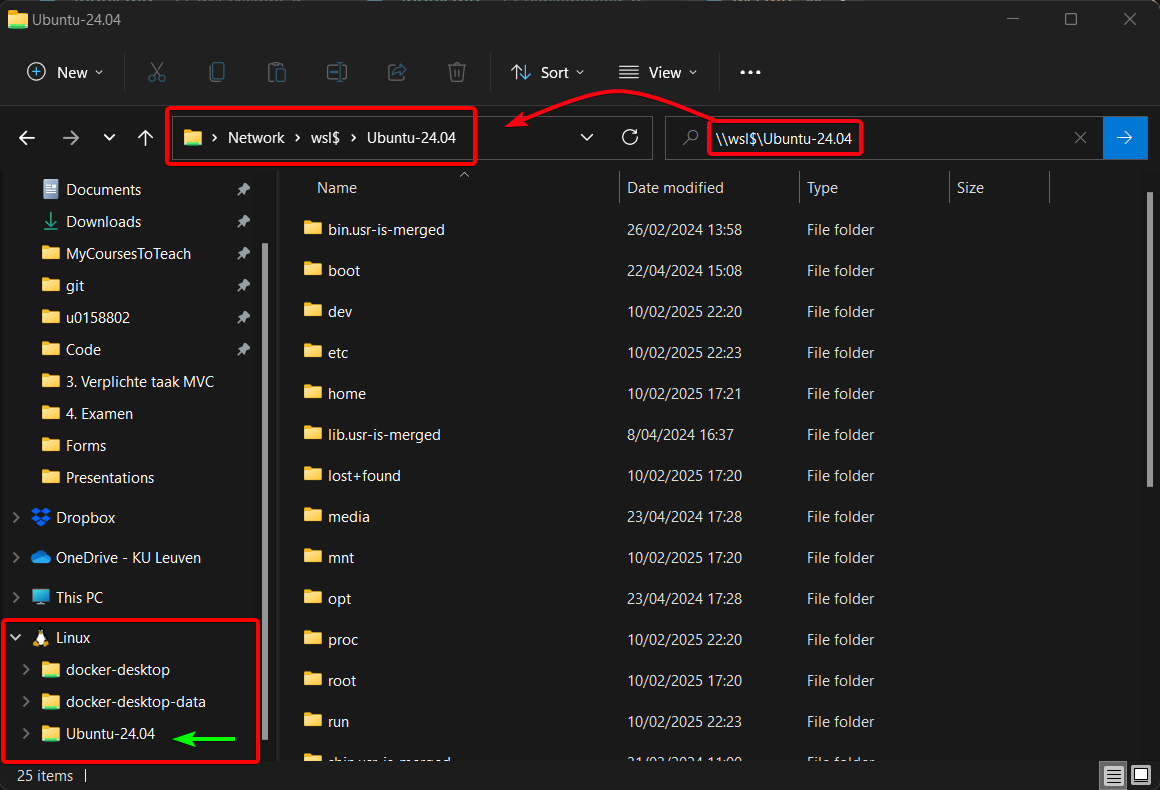 Ubuntu-24.04
New Sort View
Network wsl$ Ubuntu-24.04 \\wsl$\Ubuntu-24.04
Documents
Downloads
MyCoursesToTeach
git
u0158802
Code
3. Verplichte taak MVC
4. Examen
Forms
Presentations
Dropbox
OneDrive - KU Leuven
This PC
Linux
docker-desktop
docker-desktop-data
Ubuntu-24.04
Name Date modified Type Size
bin.usr-is-merged 26/02/2024 13:58 File folder
boot 22/04/2024 15:08 File folder
dev 10/02/2025 22:20 File folder
etc 10/02/2025 22:23 File folder
home 10/02/2025 17:21 File folder
lib.usr-is-merged 8/04/2024 16:37 File folder
lost+found 10/02/2025 17:20 File folder
media 23/04/2024 17:28 File folder
mnt 10/02/2025 17:20 File folder
opt 23/04/2024 17:28 File folder
proc 10/02/2025 22:20 File folder
root 10/02/2025 17:20 File folder
run 10/02/2025 22:23 File folder
25 items